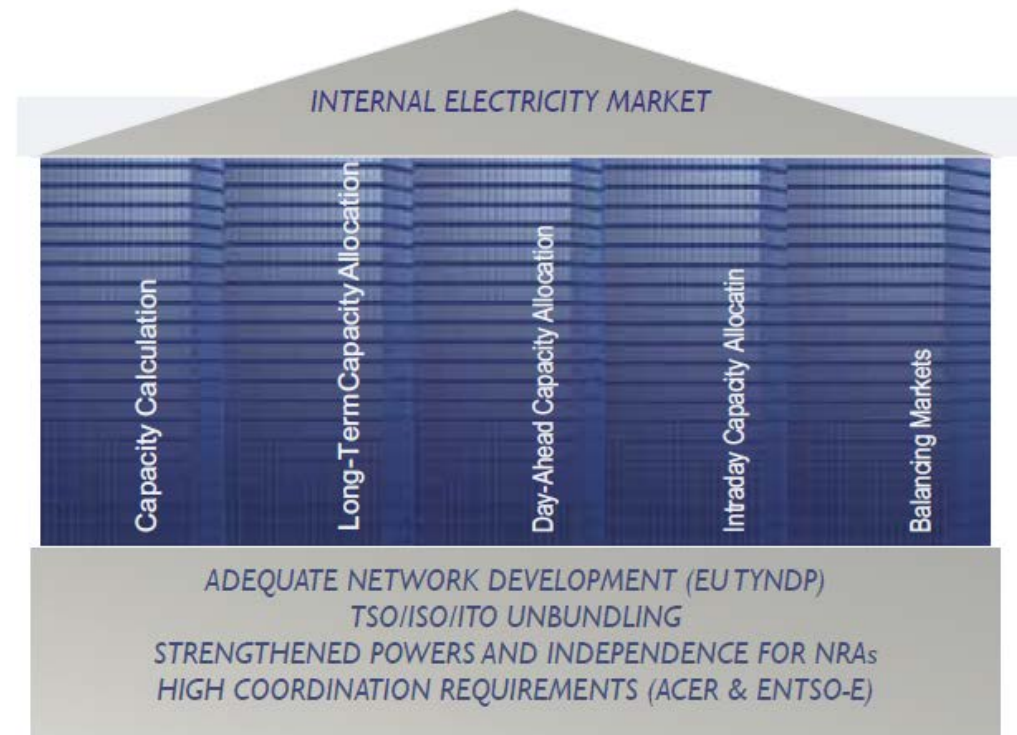 INTERNAL ELECTRICITY MARKET
Capacity Calculation
Long-Term Capacity Allocation
Day-Ahead Capacity Allocation
Intraday Capacity Allocatin
Balancing Markets
ADEQUATE NETWORK DEVELOPMENT (EU TYNDP)
TSO/ISO/ITO UNBUNDLING
STRENGTHENED POWERS AND INDEPENDENCE FOR NRAs
HIGH COORDINATION REQUIREMENTS (ACER & ENTSO-E)